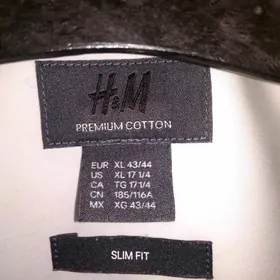 H&M
PREMIUM COTTON
EUR XL 43/44
US XL 17 1/4
CA TG 17 1/4
CN 185/116A
MX XG 43/44
SLIM FIT